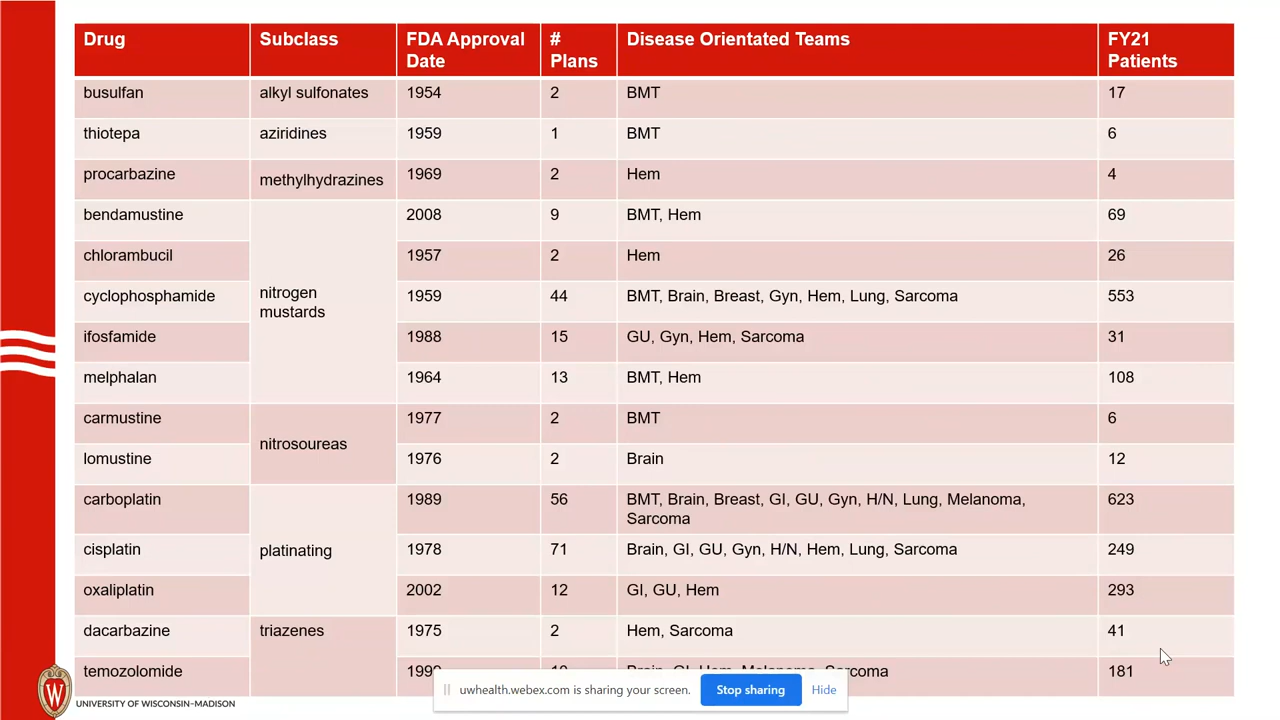 Drug Subclass FDA Approval Date # Plans Disease Orientated Teams FY21 Patients
busulfan alkyl sulfonates 1954 2 BMT 17
thiotepa aziridines 1959 1 BMT 6
procarbazine methylhydrazines 1969 2 Hem 4
bendamustine nitrogen mustards 2008 9 BMT, Hem 69
chlorambucil 1957 2 Hem 26
cyclophosphamide 1959 44 BMT, Brain, Breast, Gyn, Hem, Lung, Sarcoma 553
ifosfamide 1988 15 GU, Gyn, Hem, Sarcoma 31
melphalan 1964 13 BMT, Hem 108
carmustine nitrosoureas 1977 2 BMT 6
lomustine 1976 2 Brain 12
carboplatin platinating 1989 56 BMT, Brain, Breast, GI, GU, Gyn, H/N, Lung, Melanoma, Sarcoma 623
cisplatin 1978 71 Brain, GI, GU, Gyn, H/N, Hem, Lung, Sarcoma 249
oxaliplatin 2002 12 GI, GU, Hem 293
dacarbazine triazenes 1975 2 Hem, Sarcoma 41
temozolomide Brain, GI, Hem, Melanoma, Sarcoma 181
uwhealth.webex.com is sharing your screen. Stop sharing Hide
W
UNIVERSITY OF WISCONSIN–MADISON